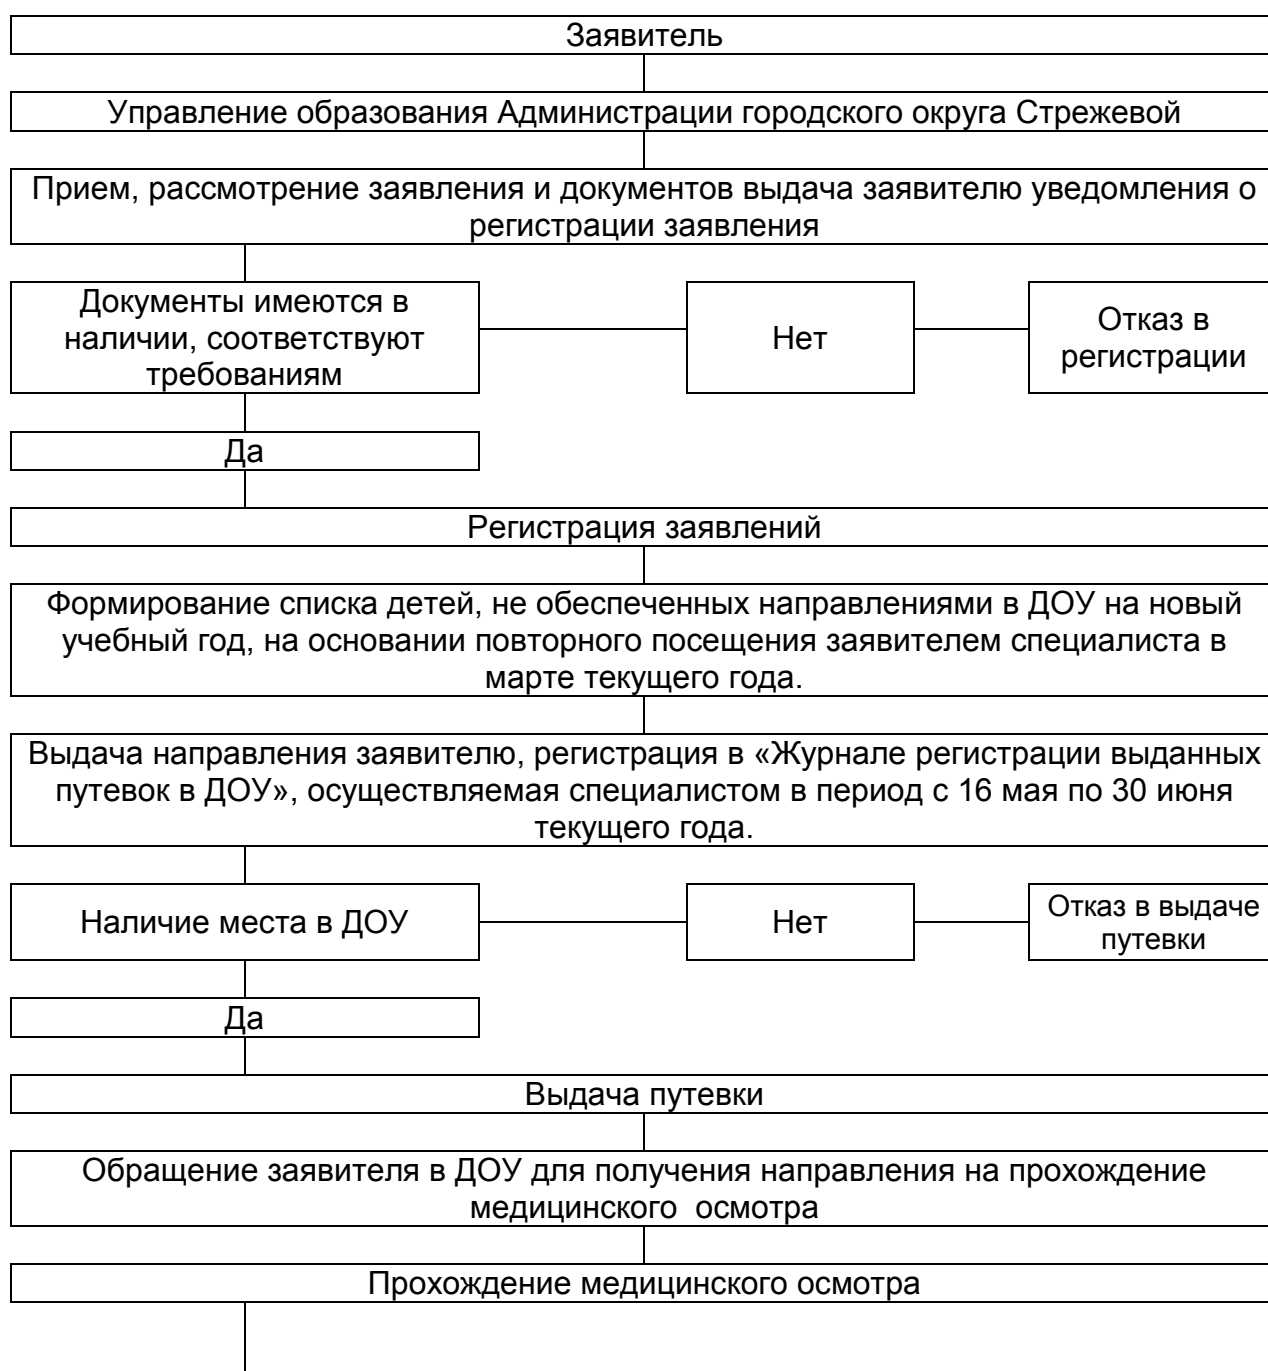 Заявитель
Управление образования Администрации городского округа Стрежевой
Прием, рассмотрение заявления и документов выдача заявителю уведомления о
регистрации заявления
Документы имеются в
наличии, соответствуют
требованиям
Нет
Отказ в
регистрации
Да
Регистрация заявлений
Формирование списка детей, не обеспеченных направлениями в ДОУ на новый
учебный год, на основании повторного посещения заявителем специалиста в
марте текущего года.
Выдача направления заявителю, регистрация в «Журнале регистрации выданных
путевок в ДОУ», осуществляемая специалистом в период с 16 мая по 30 июня
текущего года.
Наличие места в ДОУ
Нет
Отказ в выдаче
путевки
Да
Выдача путевки
Обращение заявителя в ДОУ для получения направления на прохождение
медицинского  осмотра
Прохождение медицинского осмотра